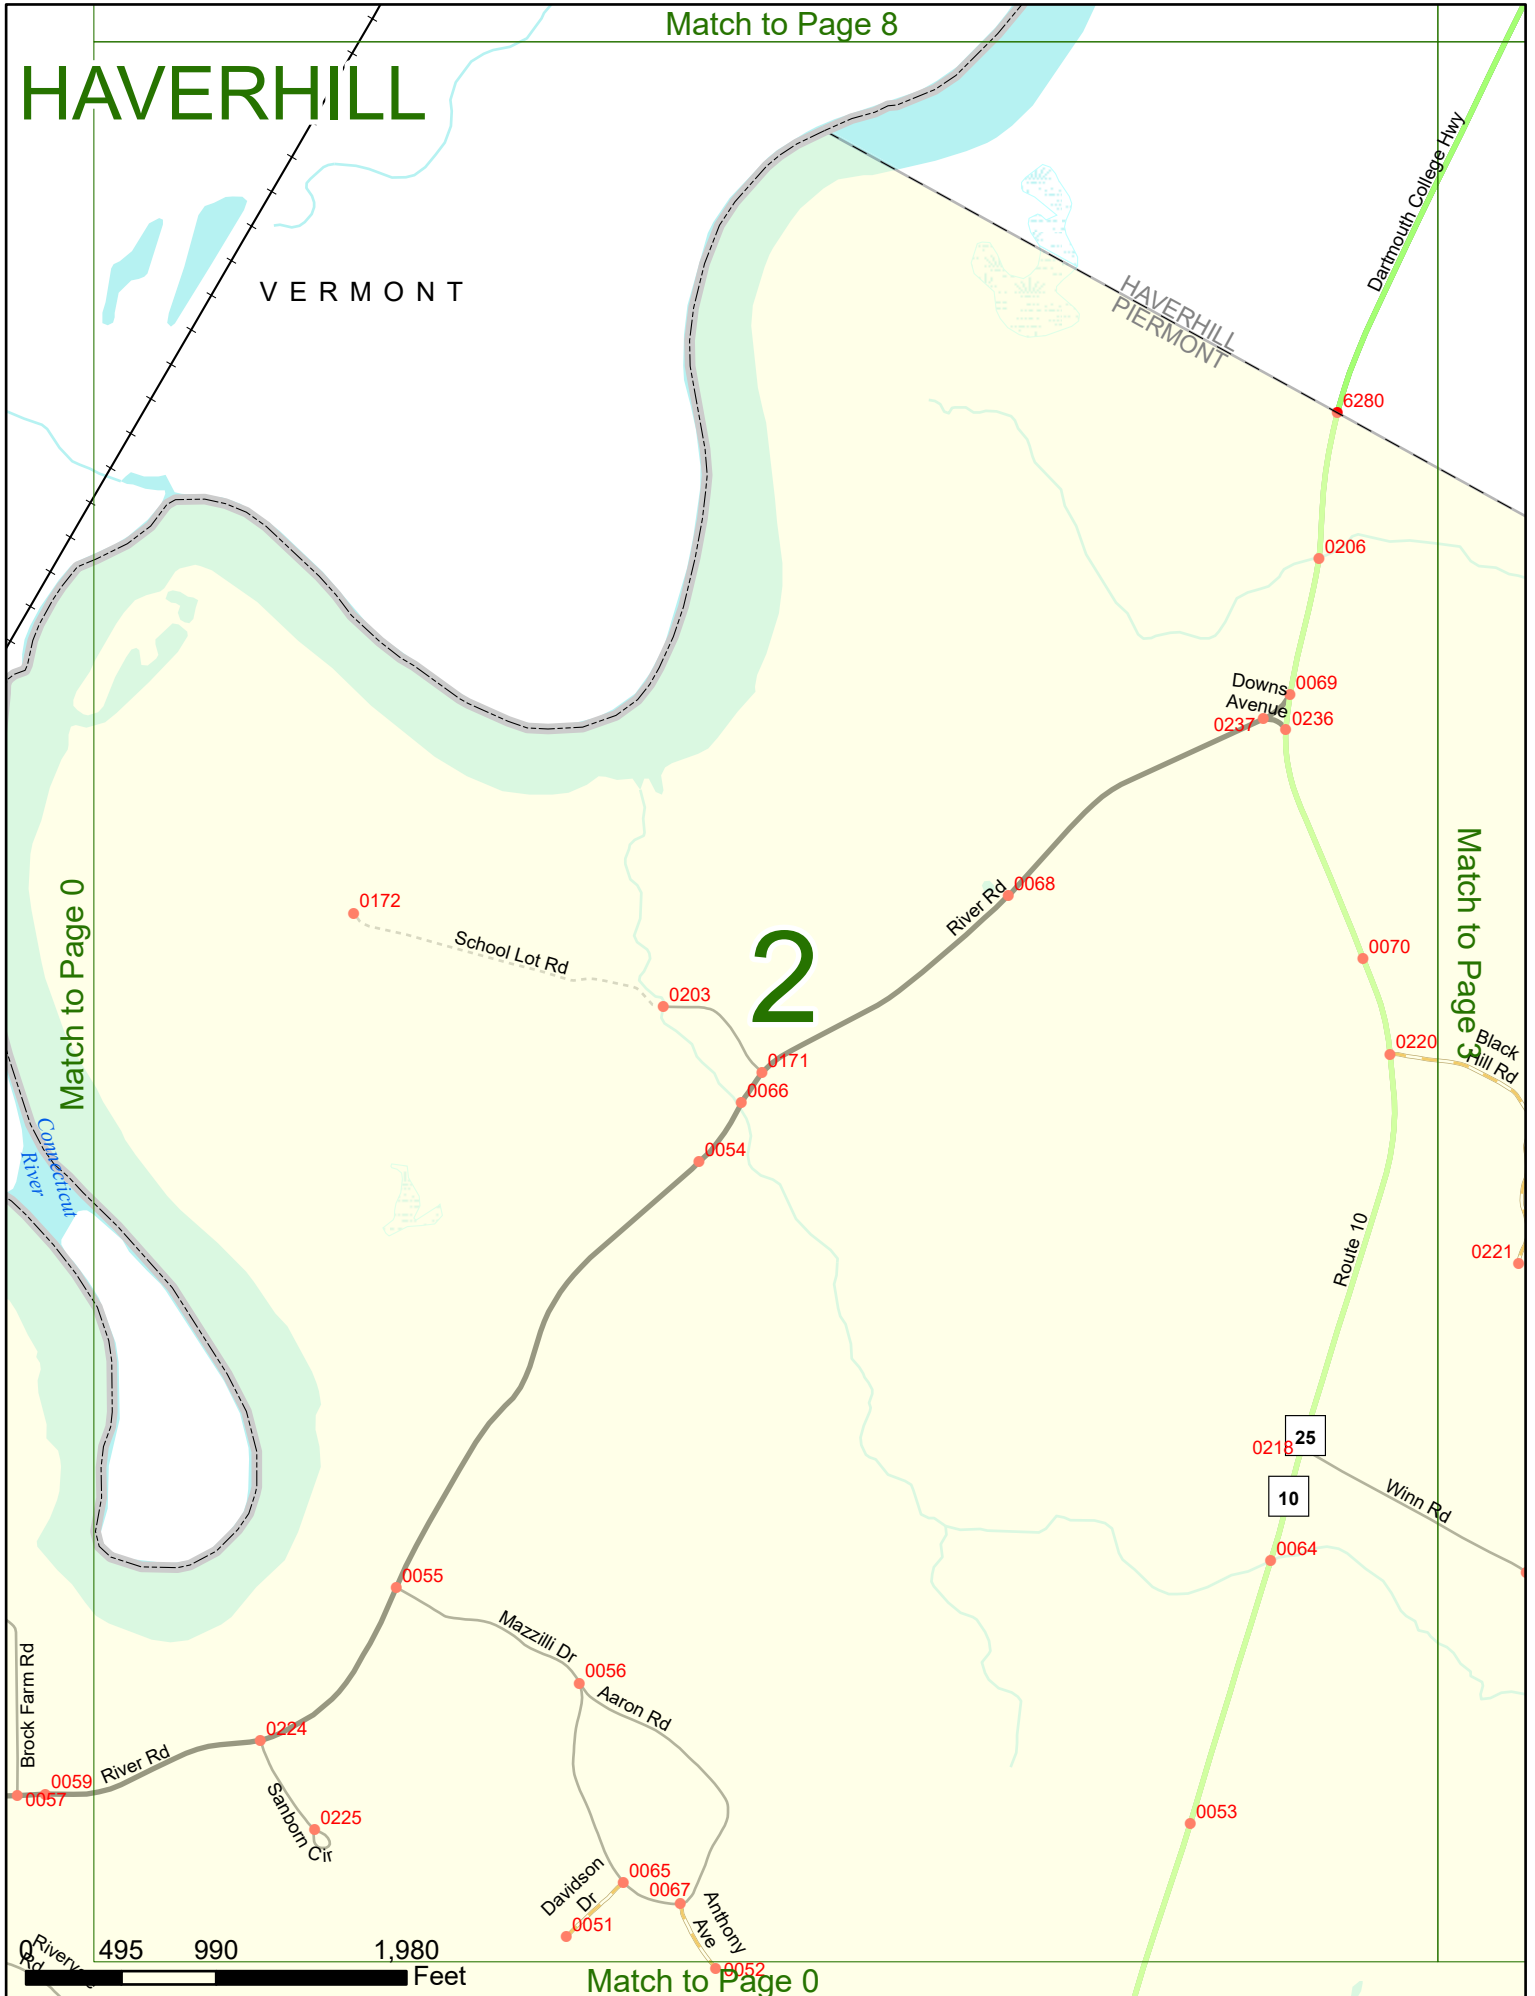 Match to Page 8
HAVERHILL
VERMONT
Dartmouth College Hwy
HAVERHILL
PIERMONT
6280
0206
Downs
Avenue
0069
0237
0236
Match to Page 0
Match to Page 3
0172
School Lot Rd
River Rd
0068
2
0070
0203
0220
Black
Hill Rd
0171
0066
0054
Connecticut
River
Route 10
0221
25
0218
10
Winn Rd
0064
0055
Mazzilli Dr
0056
Aaron Rd
Brock Farm Rd
0224
River Rd
0059
0057
Sanborn Cir
0225
0053
Davidson
Dr
0065
0067
Anthony
Ave
0051
0052
0 495 990 1,980
Feet
Rd
Match to Page 0